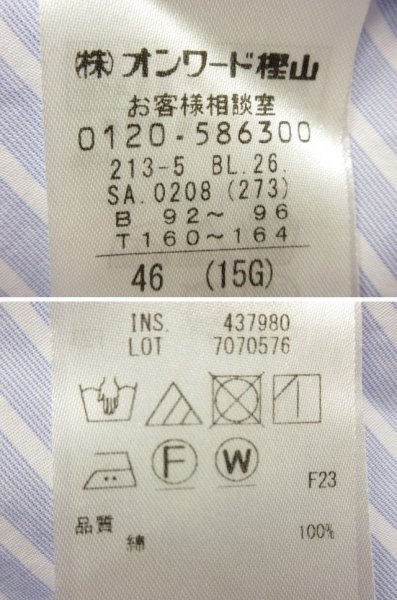 (株)オンワード樫山
お客様相談室
0120-586300
213-5 BL.26.
SA.0208(273)
B 92～ 96
T160～164
46 (15G)
INS. 437980
LOT 7070576
F W
F23
品質
綿 100%